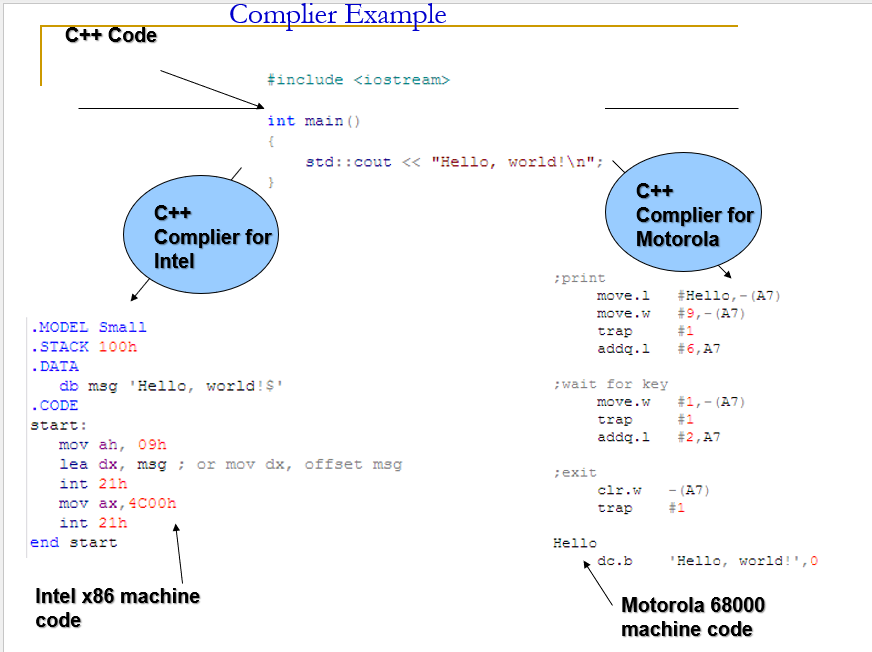 Complier Example
C++ Code
#include <iostream>
int main()
{
std::cout << "Hello, world!\n";
}
C++
Complier for
Intel
C++
Complier for
Motorola
.MODEL Small
.STACK 100h
.DATA
db msg 'Hello, world!$'
.CODE
start:
mov ah, 09h
lea dx, msg ; or mov dx, offset msg
int 21h
mov ax,4C00h
int 21h
end start
Intel x86 machine
code
;print
move.l #Hello,-(A7)
move.w #9,-(A7)
trap #1
addq.l #6,A7
;wait for key
move.w #1,-(A7)
trap #1
addq.l #2,A7
;exit
clr.w -(A7)
trap #1
Hello
dc.b 'Hello, world!',0
Motorola 68000
machine code